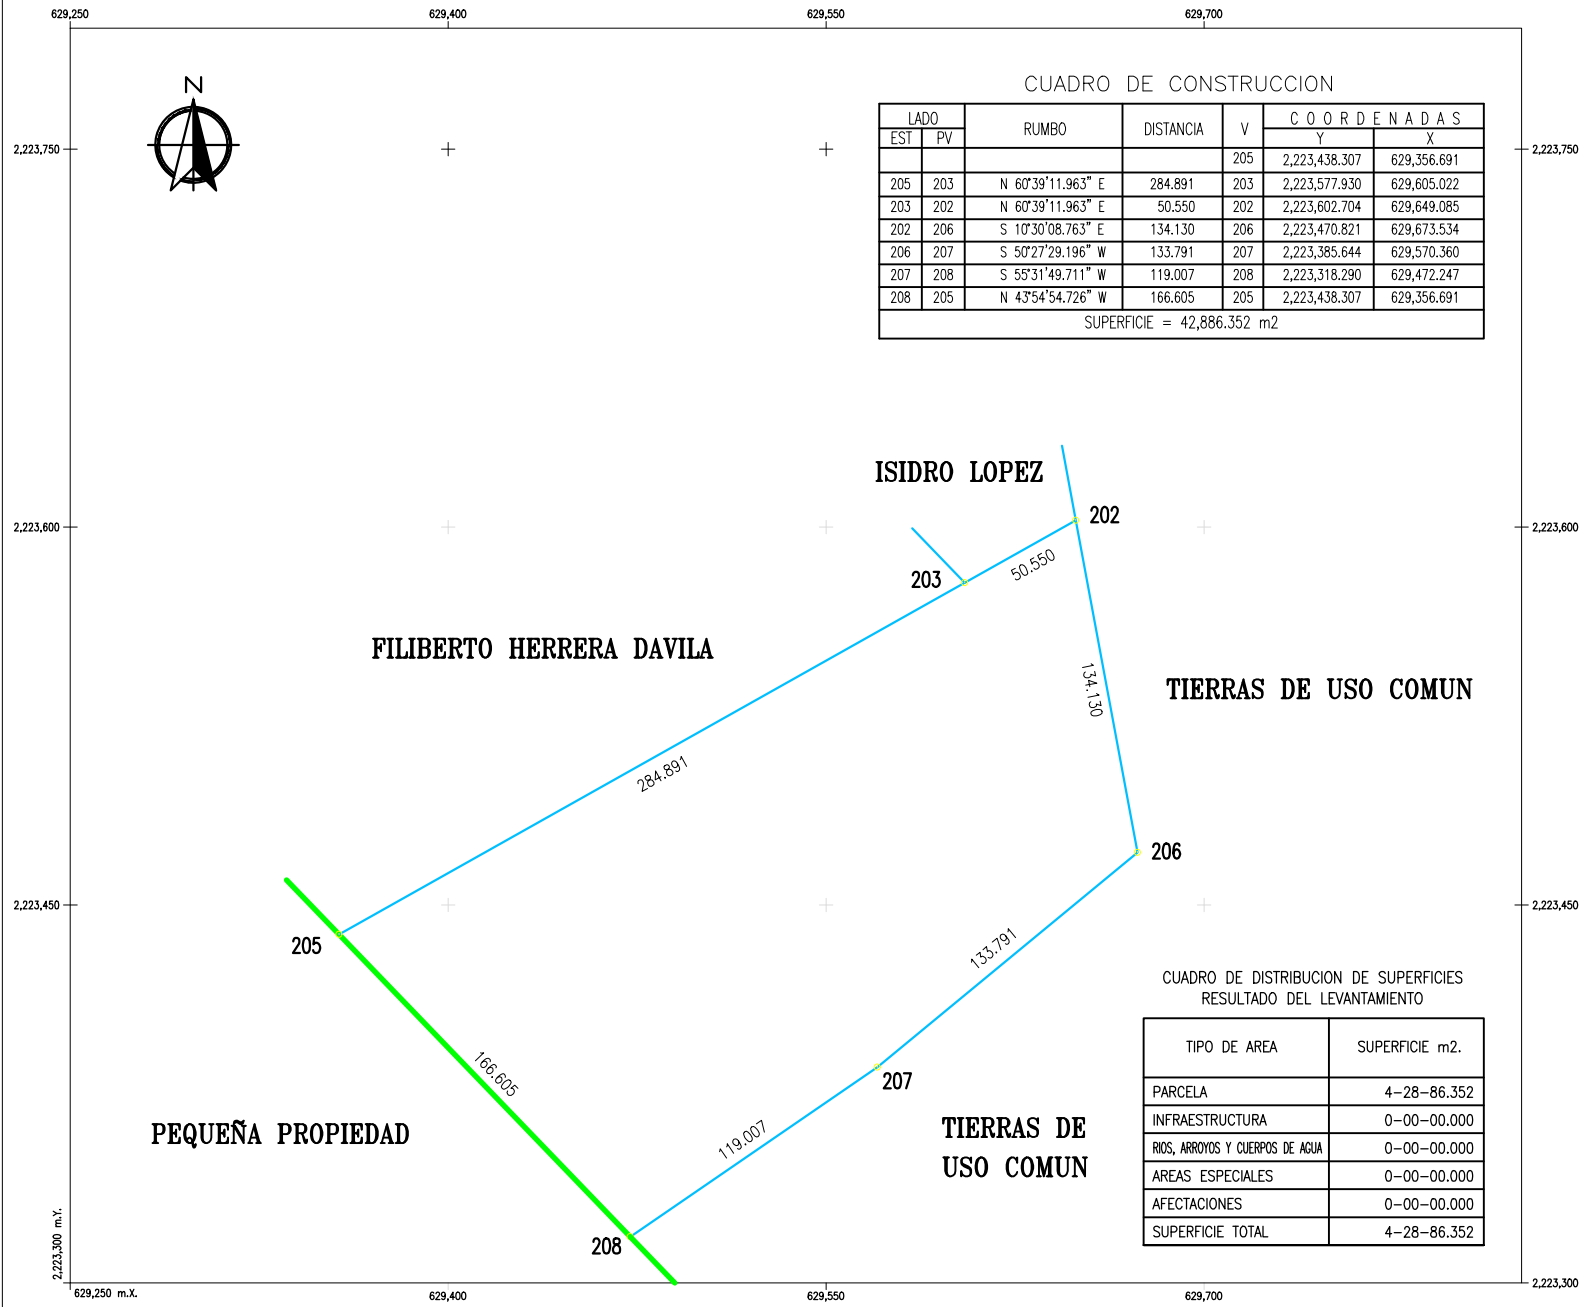 629,250 629,400 629,550 629,700
N
CUADRO DE CONSTRUCCION
LADO RUMBO DISTANCIA V C O O R D E N A D A S
EST PV Y X
205 2,223,438.307 629,356.691
205 203 N 60°39'11.963" E 284.891 203 2,223,577.930 629,605.022
203 202 N 60°39'11.963" E 50.550 202 2,223,602.704 629,649.085
202 206 S 10°30'08.763" E 134.130 206 2,223,470.821 629,673.534
206 207 S 50°27'29.196" W 133.791 207 2,223,385.644 629,570.360
207 208 S 55°31'49.711" W 119.007 208 2,223,318.290 629,472.247
208 205 N 43°54'54.726" W 166.605 205 2,223,438.307 629,356.691
SUPERFICIE = 42,886.352 m2
2,223,750 2,223,750
ISIDRO LOPEZ
202
2,223,600 2,223,600
50.550
203
FILIBERTO HERRERA DAVILA
134.130
TIERRAS DE USO COMUN
284.891
206
2,223,450 2,223,450
205
133.791
166.605
207
PEQUEÑA PROPIEDAD
119.007
TIERRAS DE
USO COMUN
208
CUADRO DE DISTRIBUCION DE SUPERFICIES
RESULTADO DEL LEVANTAMIENTO
TIPO DE AREA SUPERFICIE m2.
PARCELA 4-28-86.352
INFRAESTRUCTURA 0-00-00.000
RIOS, ARROYOS Y CUERPOS DE AGUA 0-00-00.000
AREAS ESPECIALES 0-00-00.000
AFECTACIONES 0-00-00.000
SUPERFICIE TOTAL 4-28-86.352
2,223,300 m.Y. 2,223,300
629,250 m.X. 629,400 629,550 629,700